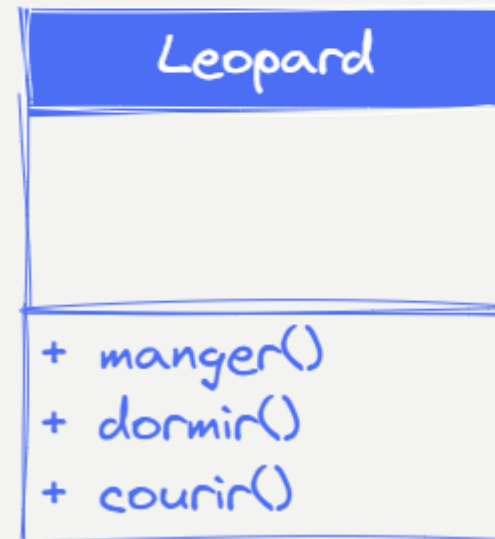 Leopard
+ manger()
+ dormir()
+ courir()